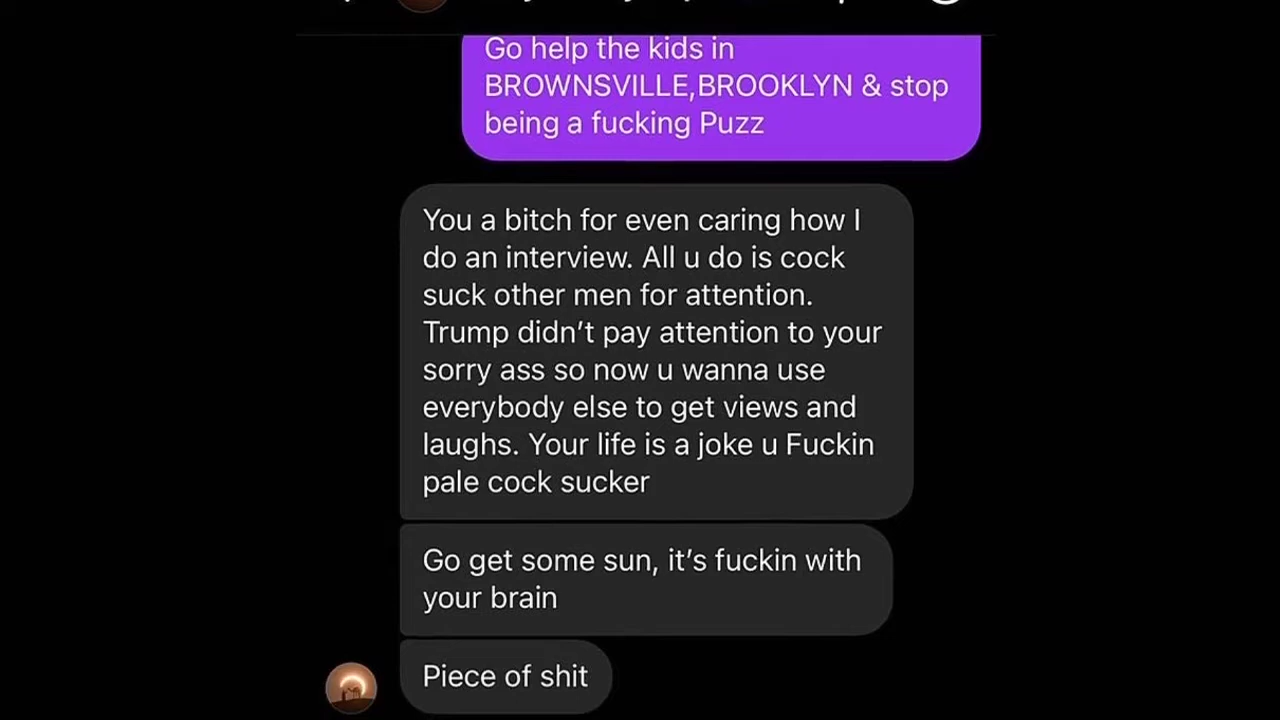 Go help the kids in
BROWNSVILLE,BROOKLYN & stop
being a fucking Puzz
You a bitch for even caring how I
do an interview. All u do is cock
suck other men for attention.
Trump didn’t pay attention to your
sorry ass so now u wanna use
everybody else to get views and
laughs. Your life is a joke u Fuckin
pale cock sucker
Go get some sun, it’s fuckin with
your brain
Piece of shit